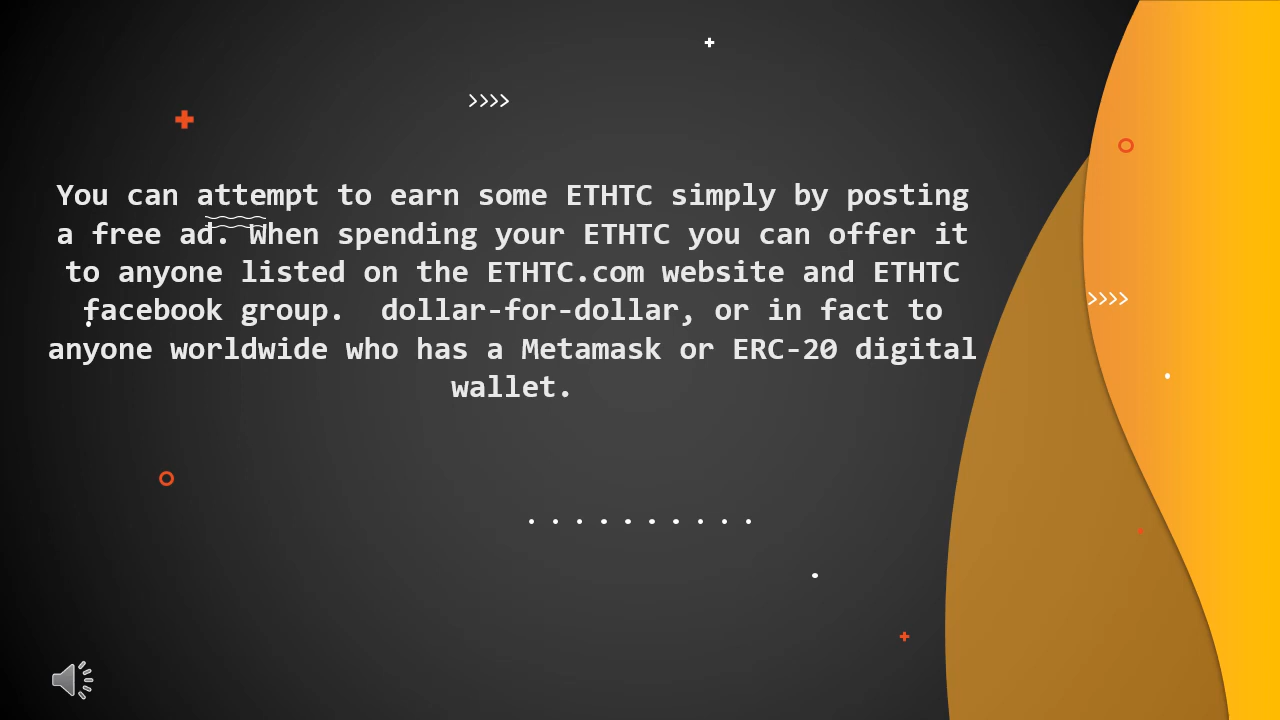 You can attempt to earn some ETHTC simply by posting
a free ad. When spending your ETHTC you can offer it
to anyone listed on the ETHTC.com website and ETHTC
facebook group.  dollar-for-dollar, or in fact to
anyone worldwide who has a Metamask or ERC-20 digital
wallet.